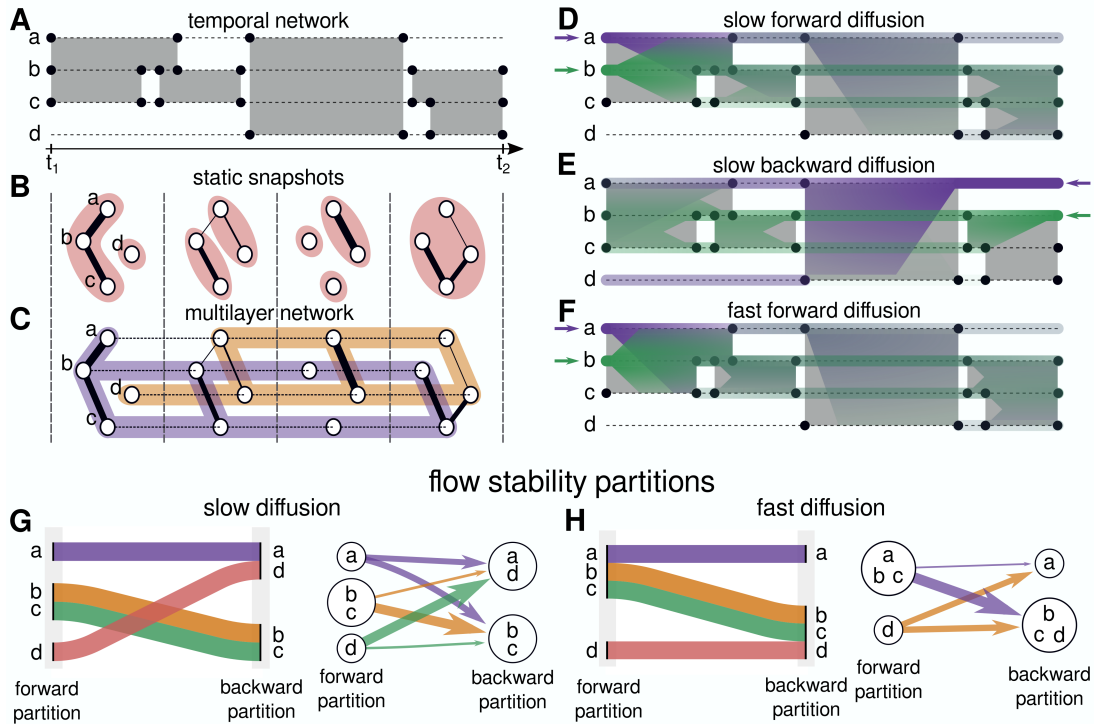 A
temporal network
a
b
c
d
t1
t2
B
static snapshots
a
b
d
c
C
multilayer network
a
b
d
c
D
slow forward diffusion
a
b
c
d
E
slow backward diffusion
a
b
c
d
F
fast forward diffusion
a
b
c
d
flow stability partitions
G
slow diffusion
a
b
c
d
a
d
b
c
forward
partition
backward
partition
a
b
c
d
a
d
b
c
forward
partition
backward
partition
H
fast diffusion
a
b
c
d
a
b
c
d
forward
partition
backward
partition
a
b c
d
a
b
c d
forward
partition
backward
partition